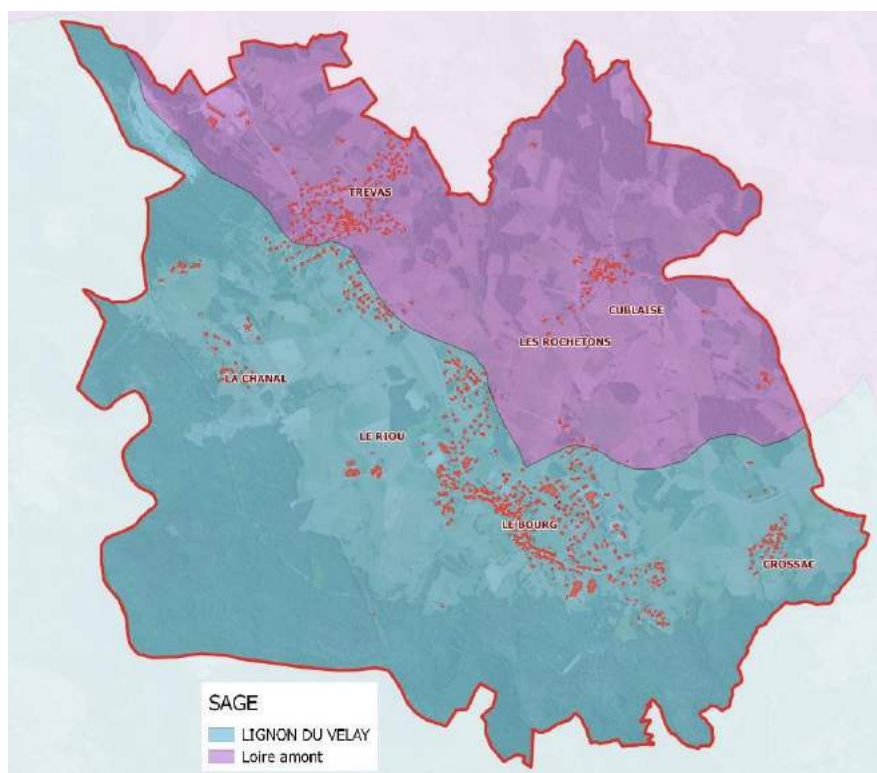 TREVAS
CUBLAISE
LES ROCHETONS
LA CHANAL
LE RIOU
LE BOURG
CROSSAC
SAGE
LIGNON DU VELAY
Loire amont